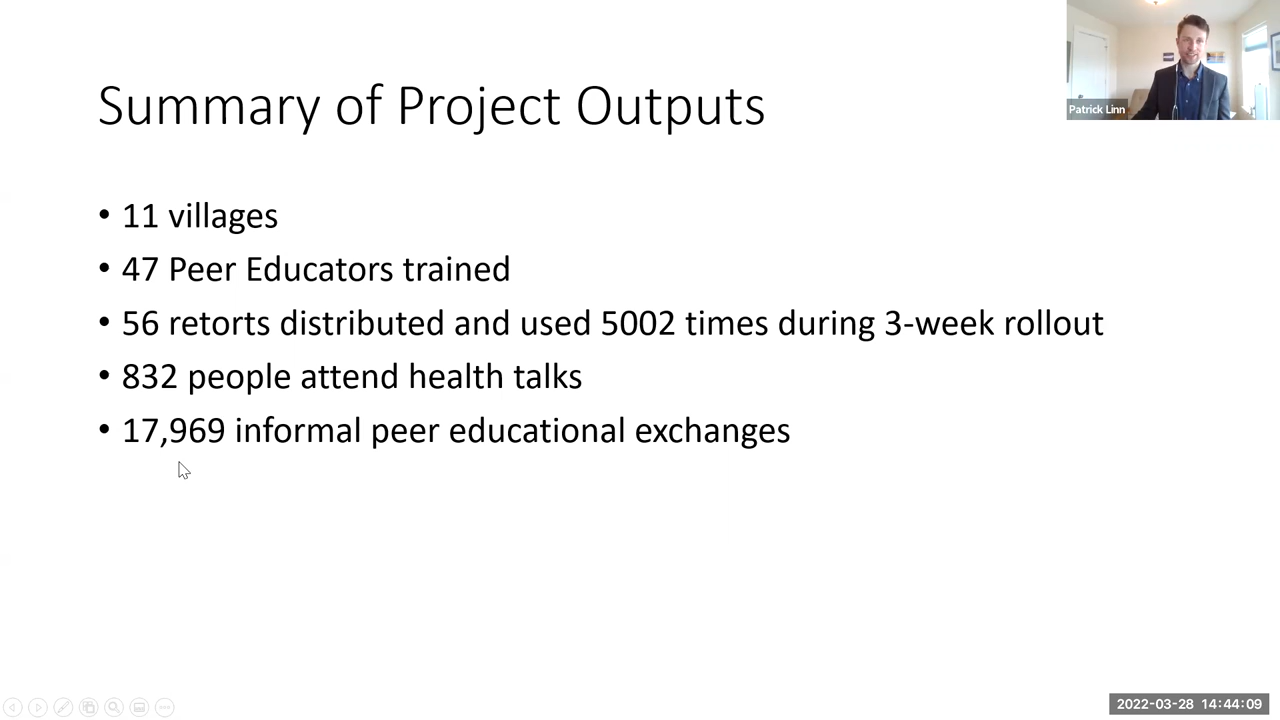 Summary of Project Outputs
Patrick Linn
• 11 villages
• 47 Peer Educators trained
• 56 retorts distributed and used 5002 times during 3-week rollout
• 832 people attend health talks
• 17,969 informal peer educational exchanges
2022-03-28 14:44:09